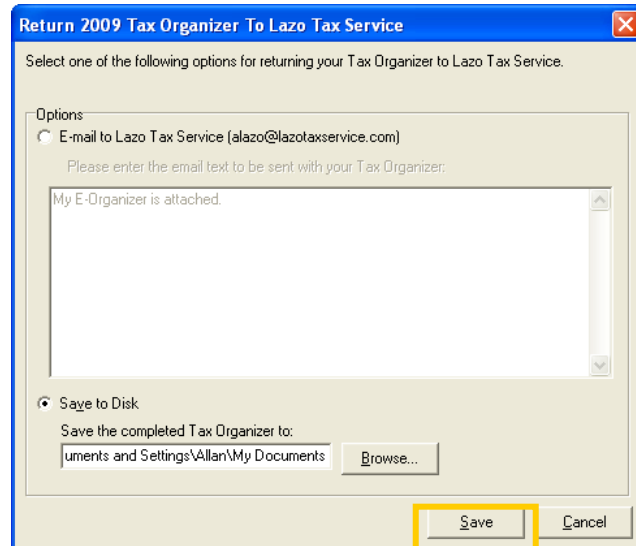 Return 2009 Tax Organizer To Lazo Tax Service
Select one of the following options for returning your Tax Organizer to Lazo Tax Service.
Options
E-mail to Lazo Tax Service (alazo@lazotaxservice.com)
Please enter the email text to be sent with your Tax Organizer:
My E-Organizer is attached.
Save to Disk
Save the completed Tax Organizer to:
uments and Settings\Allan\My Documents
Browse...
Save
Cancel